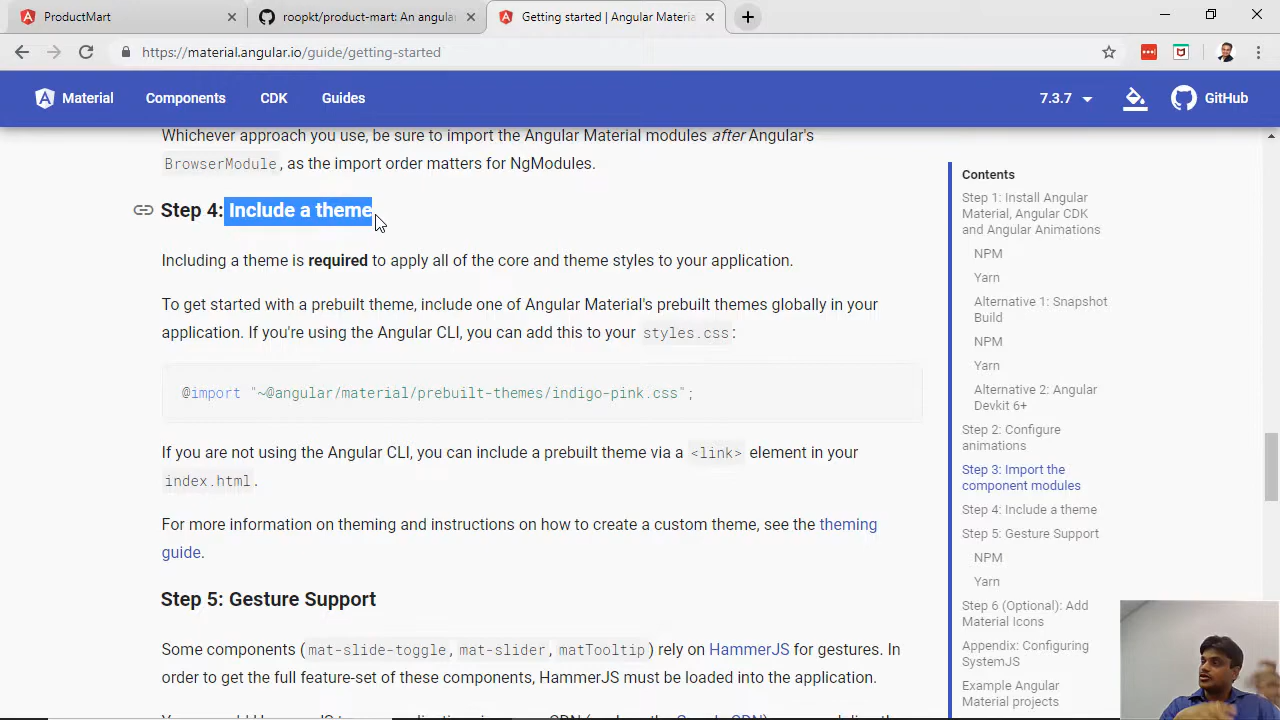 ProductMart
roopkt/product-mart: An angula
Getting started | Angular Materia
https://material.angular.io/guide/getting-started
Material
Components
CDK
Guides
7.3.7
GitHub
Whichever approach you use, be sure to import the Angular Material modules after Angular's
BrowserModule, as the import order matters for NgModules.
Step 4: Include a theme
Including a theme is required to apply all of the core and theme styles to your application.
To get started with a prebuilt theme, include one of Angular Material's prebuilt themes globally in your
application. If you're using the Angular CLI, you can add this to your styles.css:
@import "~@angular/material/prebuilt-themes/indigo-pink.css";
If you are not using the Angular CLI, you can include a prebuilt theme via a <link> element in your
index.html.
For more information on theming and instructions on how to create a custom theme, see the theming
guide.
Step 5: Gesture Support
Some components (mat-slide-toggle, mat-slider, matTooltip) rely on HammerJS for gestures. In
order to get the full feature-set of these components, HammerJS must be loaded into the application.
Contents
Step 1: Install Angular
Material, Angular CDK
and Angular Animations
NPM
Yarn
Alternative 1: Snapshot
Build
NPM
Yarn
Alternative 2: Angular
Devkit 6+
Step 2: Configure
animations
Step 3: Import the
component modules
Step 4: Include a theme
Step 5: Gesture Support
NPM
Yarn
Step 6 (Optional): Add
Material Icons
Appendix: Configuring
SystemJS
Example Angular
Material projects